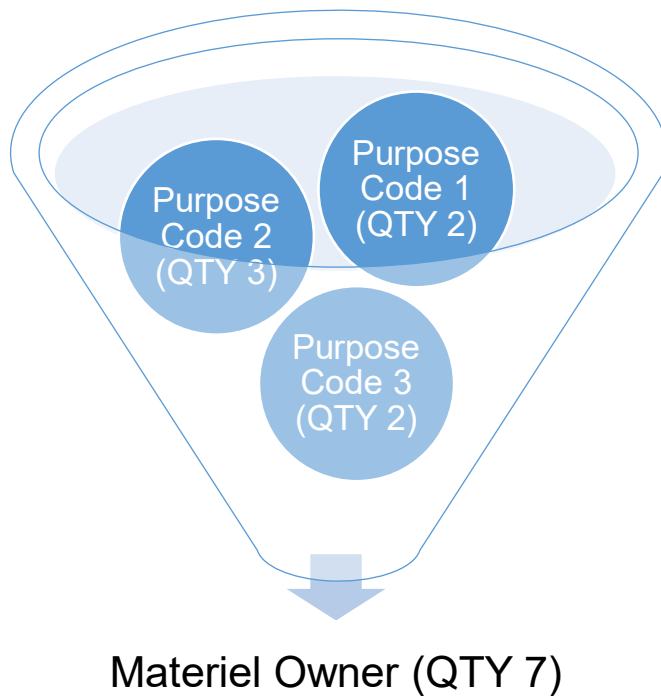 Purpose
Code 1
(QTY 2)
Purpose
Code 2
(QTY 3)
Purpose
Code 3
(QTY 2)
Materiel Owner (QTY 7)